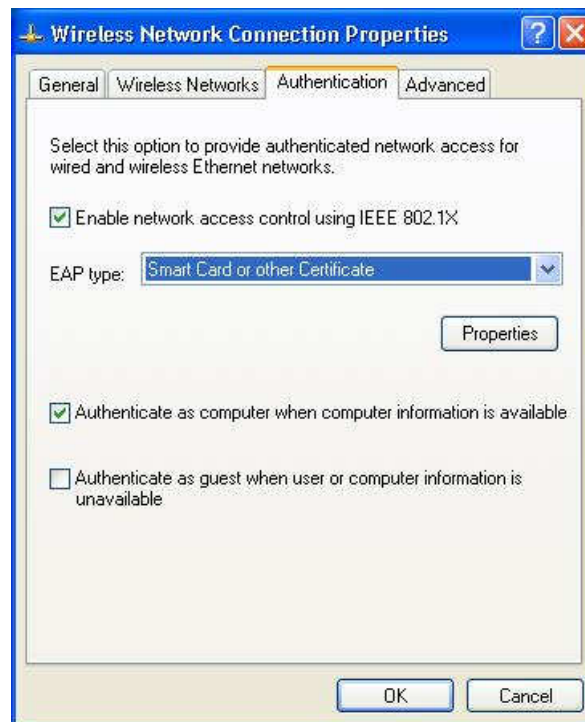 Wireless Network Connection Properties
?
X
General
Wireless Networks
Authentication
Advanced
Select this option to provide authenticated network access for
wired and wireless Ethernet networks.
Enable network access control using IEEE 802.1X
EAP type:
Smart Card or other Certificate
Properties
Authenticate as computer when computer information is available
Authenticate as guest when user or computer information is
unavailable
OK
Cancel